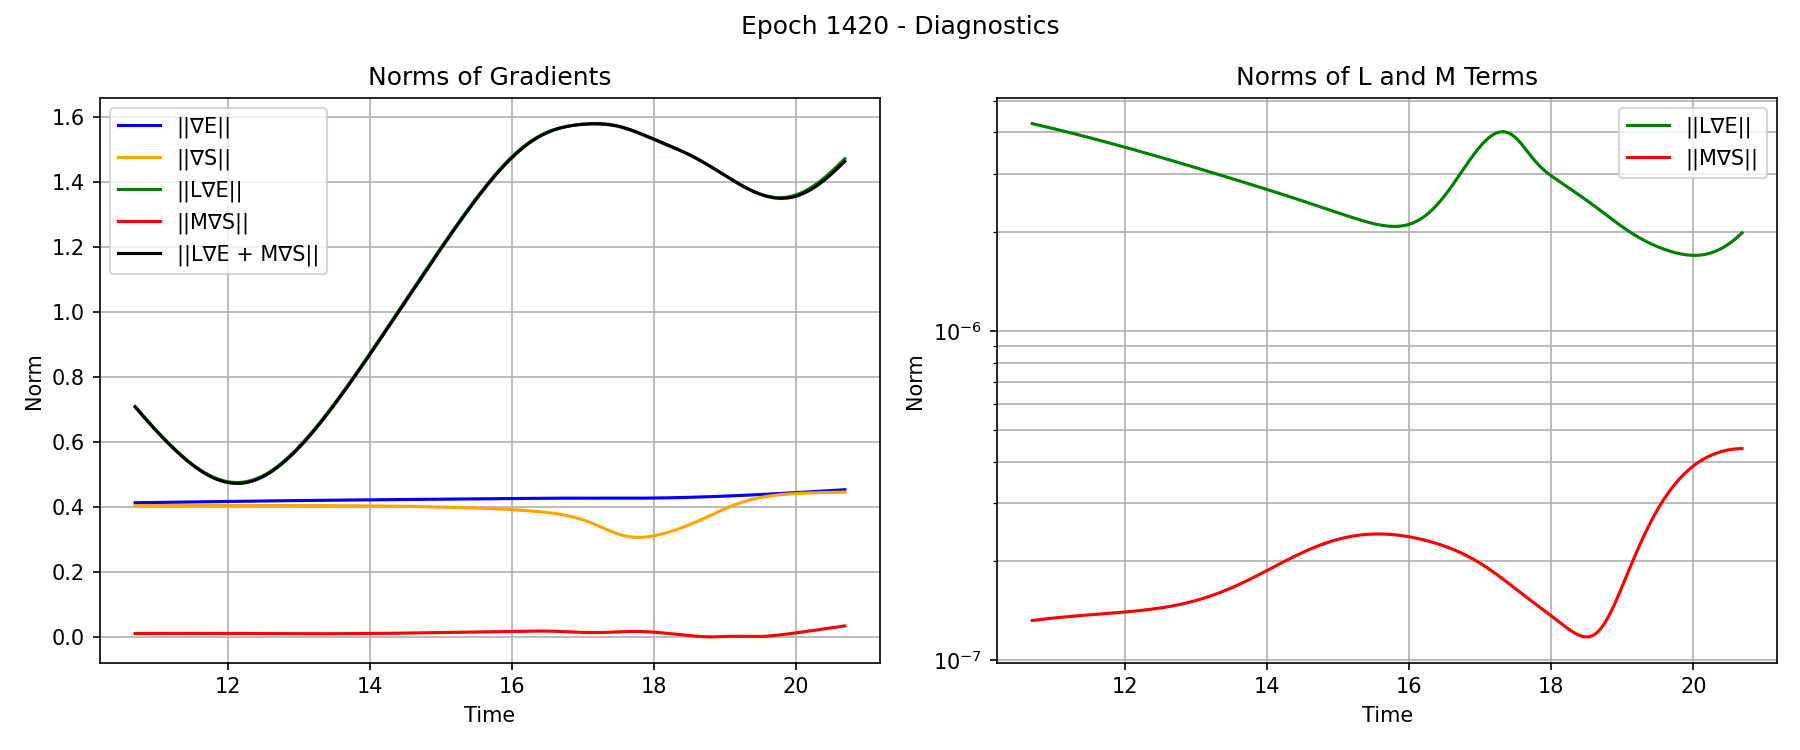 Epoch 1420 - Diagnostics
Norms of Gradients
||∇E||
||∇S||
||L∇E||
||M∇S||
||L∇E + M∇S||
1.6
1.4
1.2
1.0
0.8
0.6
0.4
0.2
0.0
Norm
12 14 16 18 20
Time
Norms of L and M Terms
||L∇E||
||M∇S||
10⁻⁶
10⁻⁷
Norm
12 14 16 18 20
Time